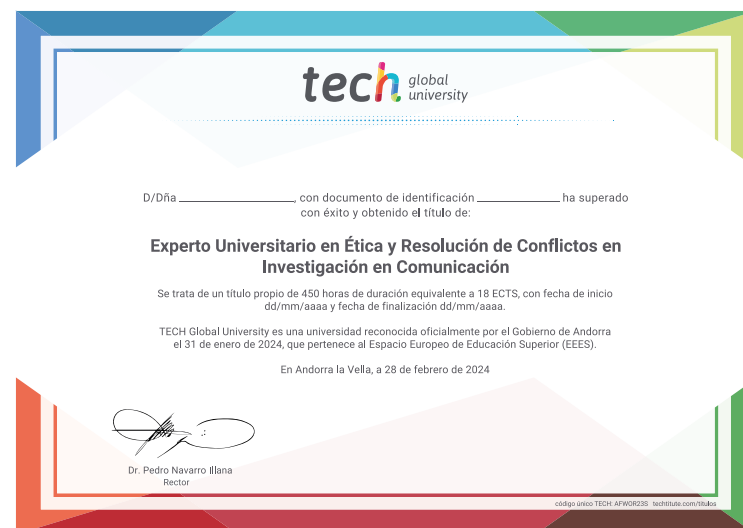 tech global university
D/Dña ______________, con documento de identificación ______________ ha superado
con éxito y obtenido el título de:
Experto Universitario en Ética y Resolución de Conflictos en
Investigación en Comunicación
Se trata de un título propio de 450 horas de duración equivalente a 18 ECTS, con fecha de inicio
dd/mm/aaaa y fecha de finalización dd/mm/aaaa.
TECH Global University es una universidad reconocida oficialmente por el Gobierno de Andorra
el 31 de enero de 2024, que pertenece al Espacio Europeo de Educación Superior (EEES).
En Andorra la Vella, a 28 de febrero de 2024
Dr. Pedro Navarro Illana
Rector
código único TECH: AFWOR23S techtitute.com/titulos